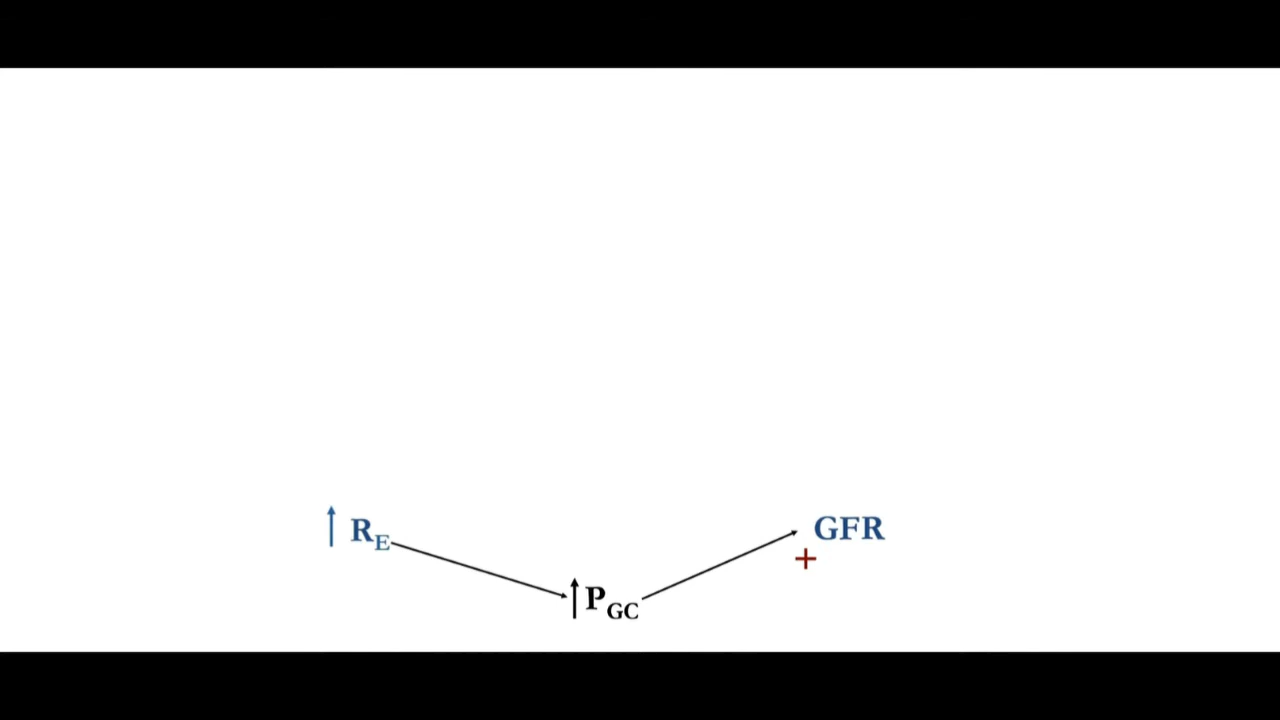 ↑ R_E
GFR
+
↑ P_GC